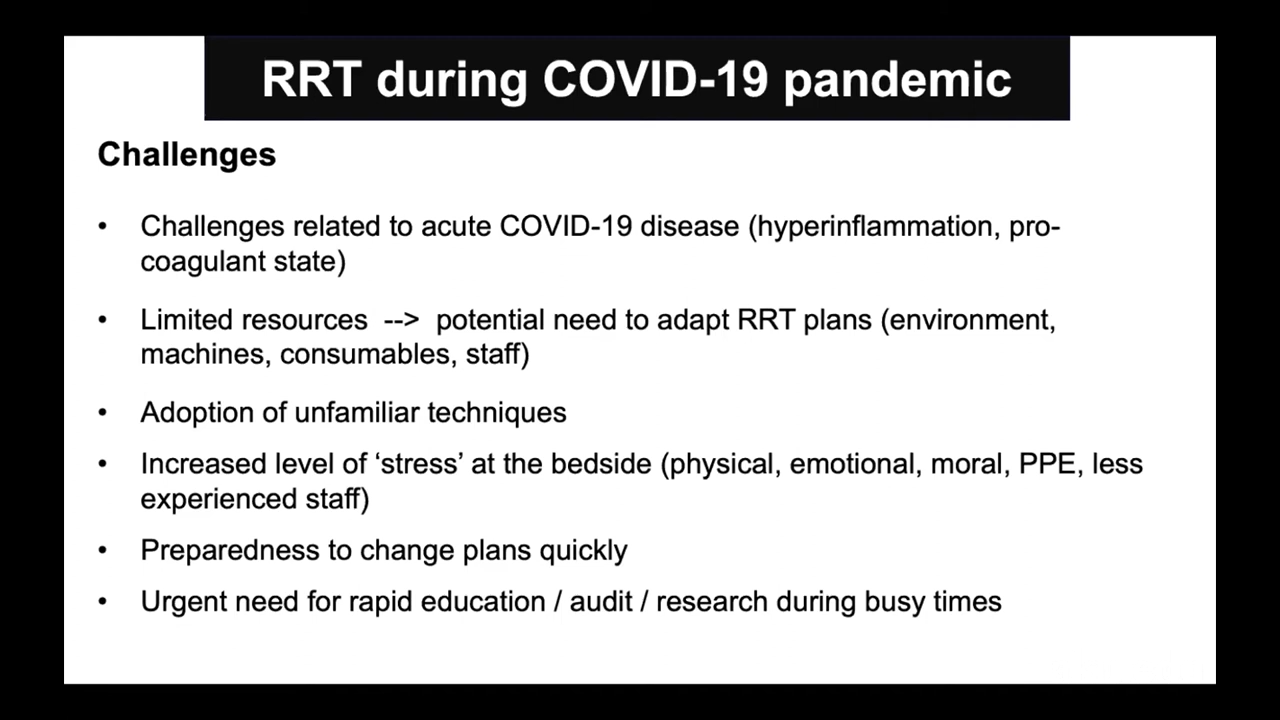 RRT during COVID-19 pandemic
Challenges
• Challenges related to acute COVID-19 disease (hyperinflammation, pro-
coagulant state)
• Limited resources --> potential need to adapt RRT plans (environment,
machines, consumables, staff)
• Adoption of unfamiliar techniques
• Increased level of ‘stress’ at the bedside (physical, emotional, moral, PPE, less
experienced staff)
• Preparedness to change plans quickly
• Urgent need for rapid education / audit / research during busy times